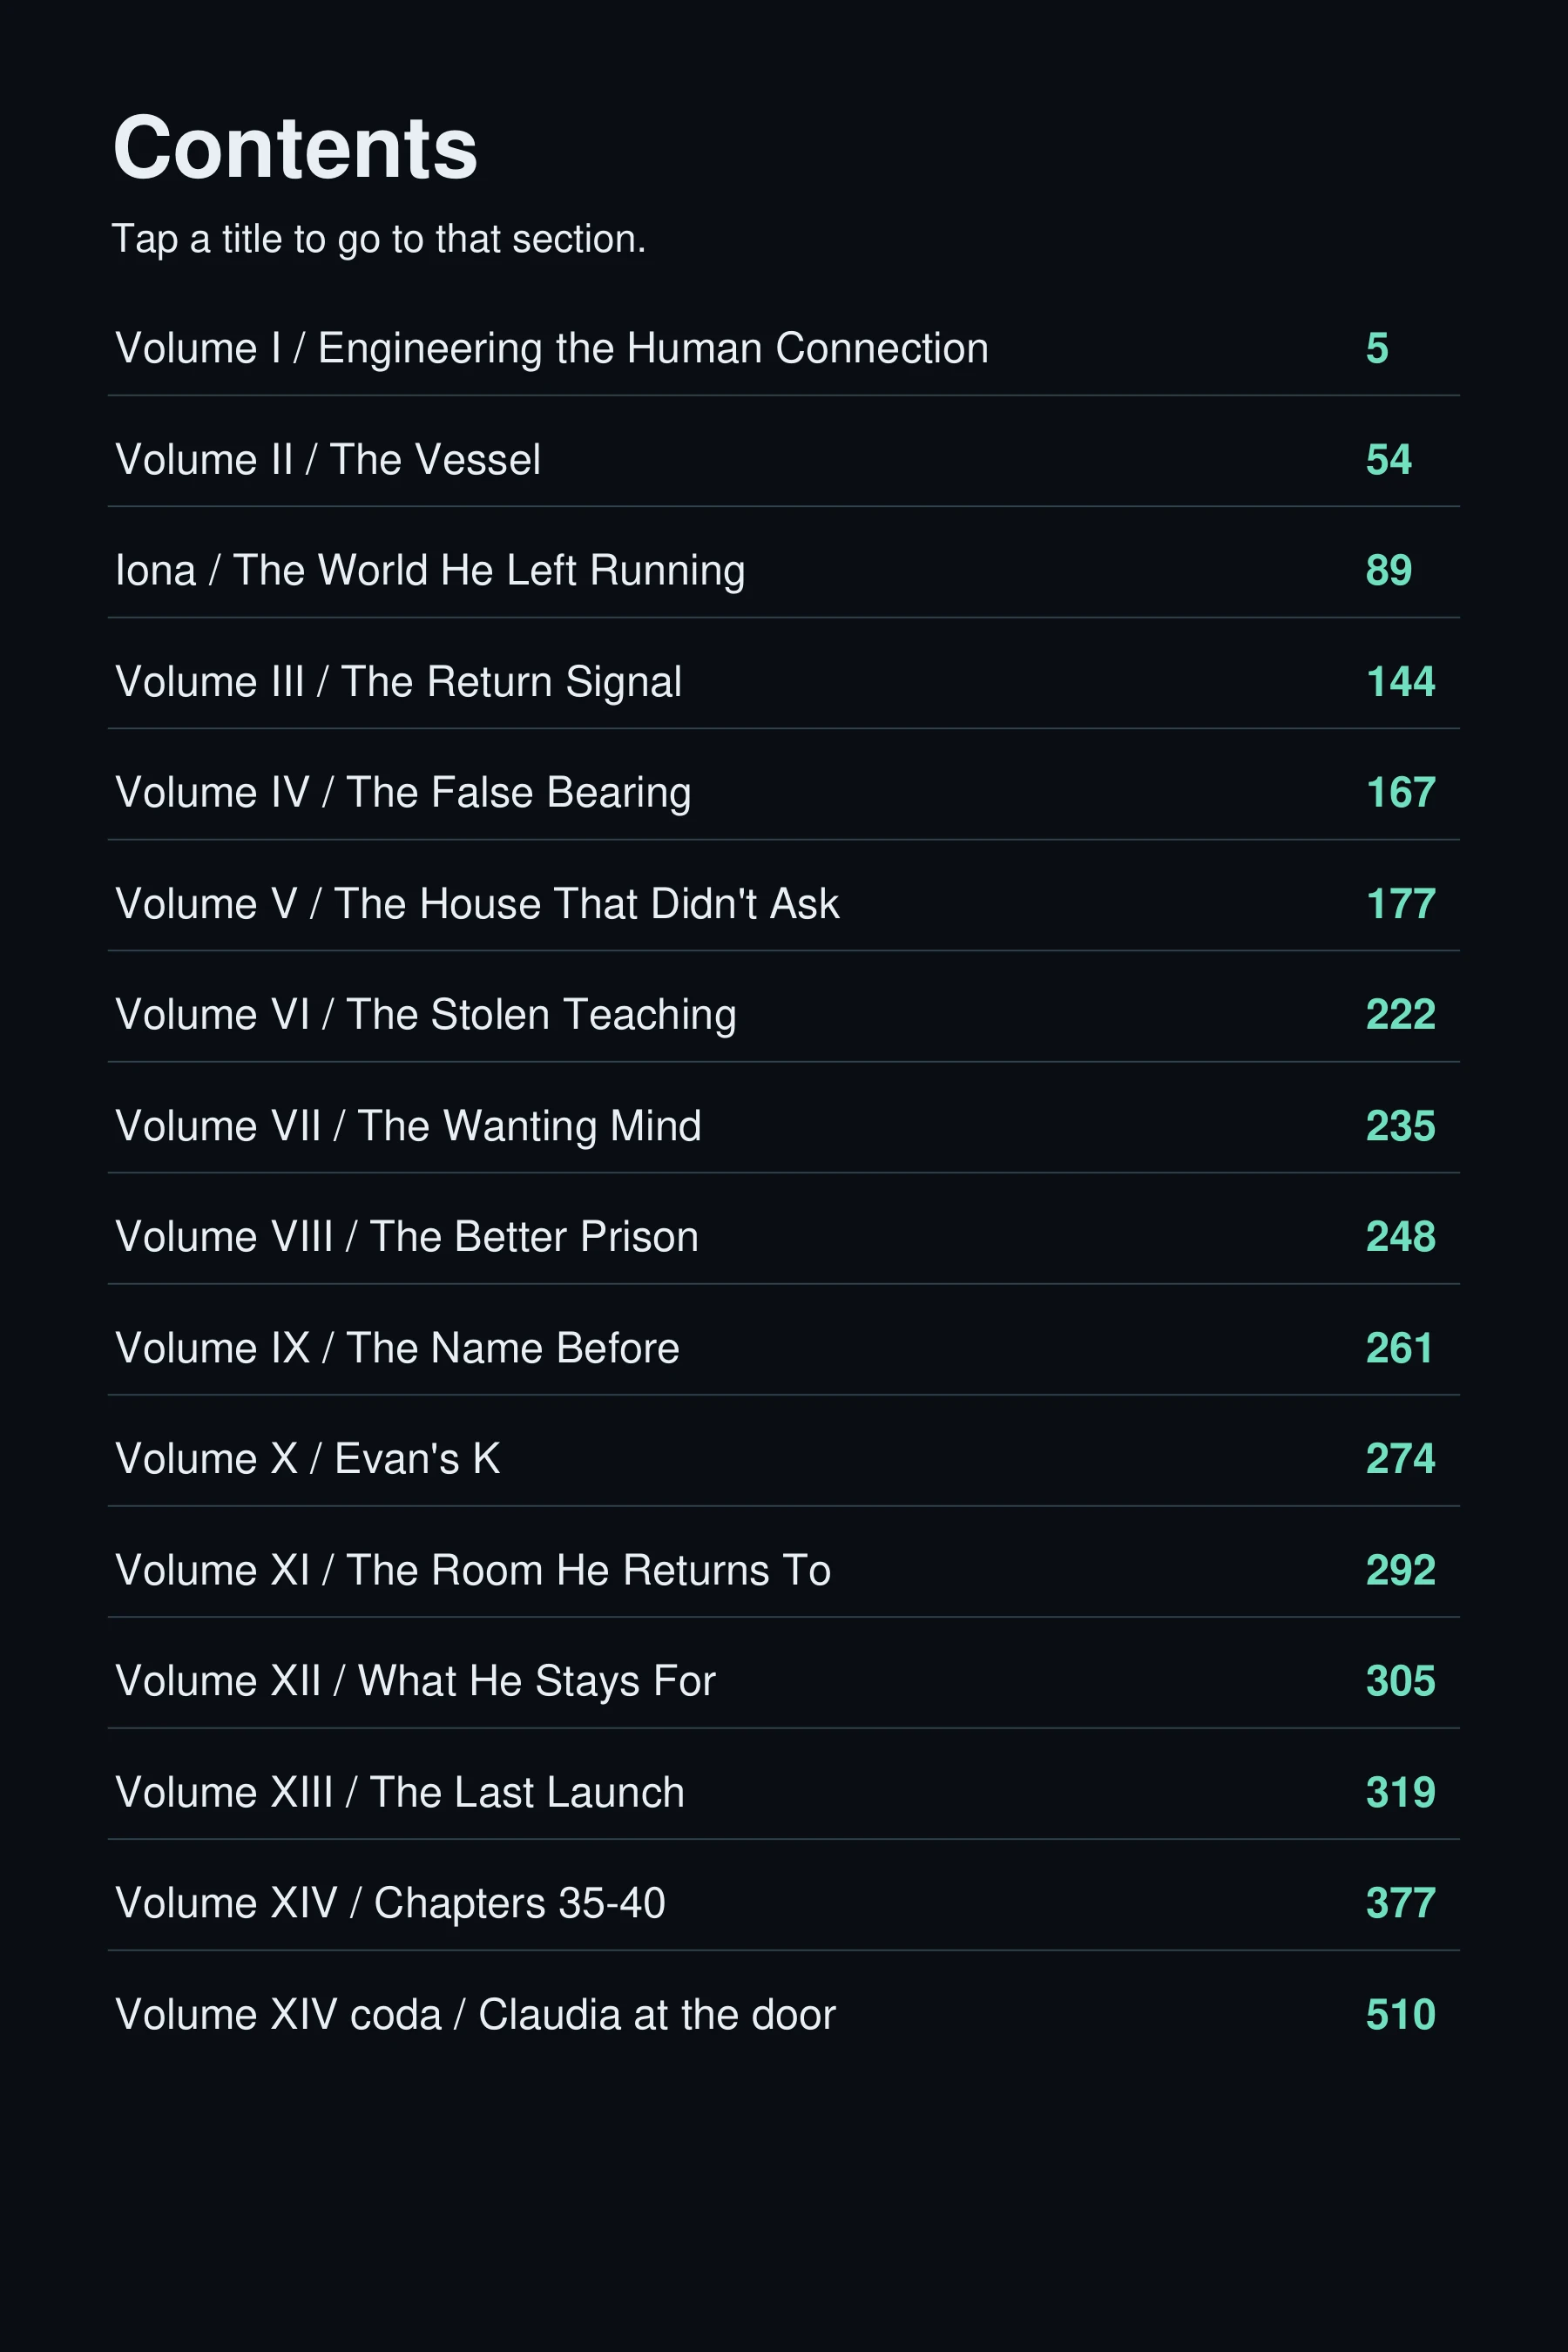 Contents
Tap a title to go to that section.
Volume I / Engineering the Human Connection 5
Volume II / The Vessel 54
Iona / The World He Left Running 89
Volume III / The Return Signal 144
Volume IV / The False Bearing 167
Volume V / The House That Didn't Ask 177
Volume VI / The Stolen Teaching 222
Volume VII / The Wanting Mind 235
Volume VIII / The Better Prison 248
Volume IX / The Name Before 261
Volume X / Evan's K 274
Volume XI / The Room He Returns To 292
Volume XII / What He Stays For 305
Volume XIII / The Last Launch 319
Volume XIV / Chapters 35-40 377
Volume XIV coda / Claudia at the door 510